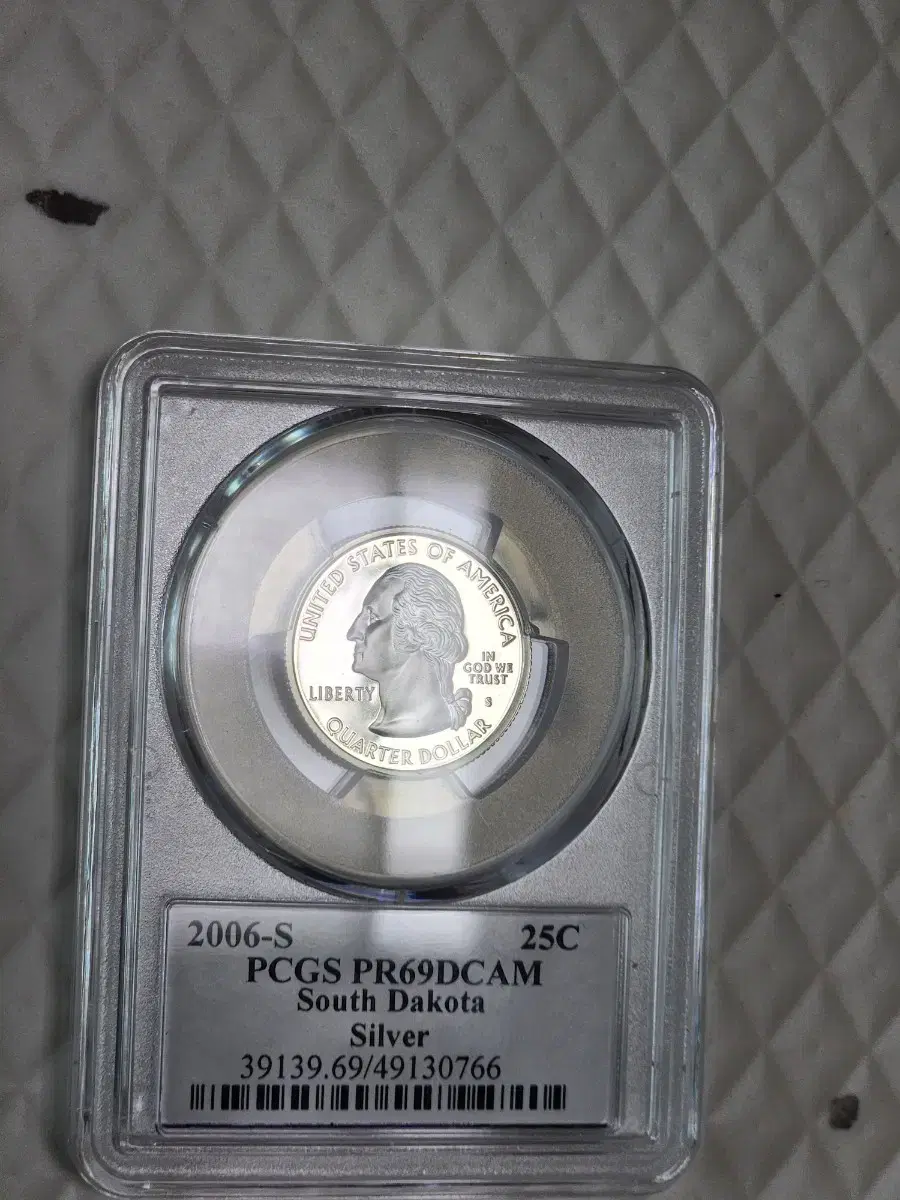 UNITED STATES OF AMERICA
IN
GOD WE
TRUST
LIBERTY
S
QUARTER DOLLAR
2006-S 25C
PCGS PR69DCAM
South Dakota
Silver
39139.69/49130766